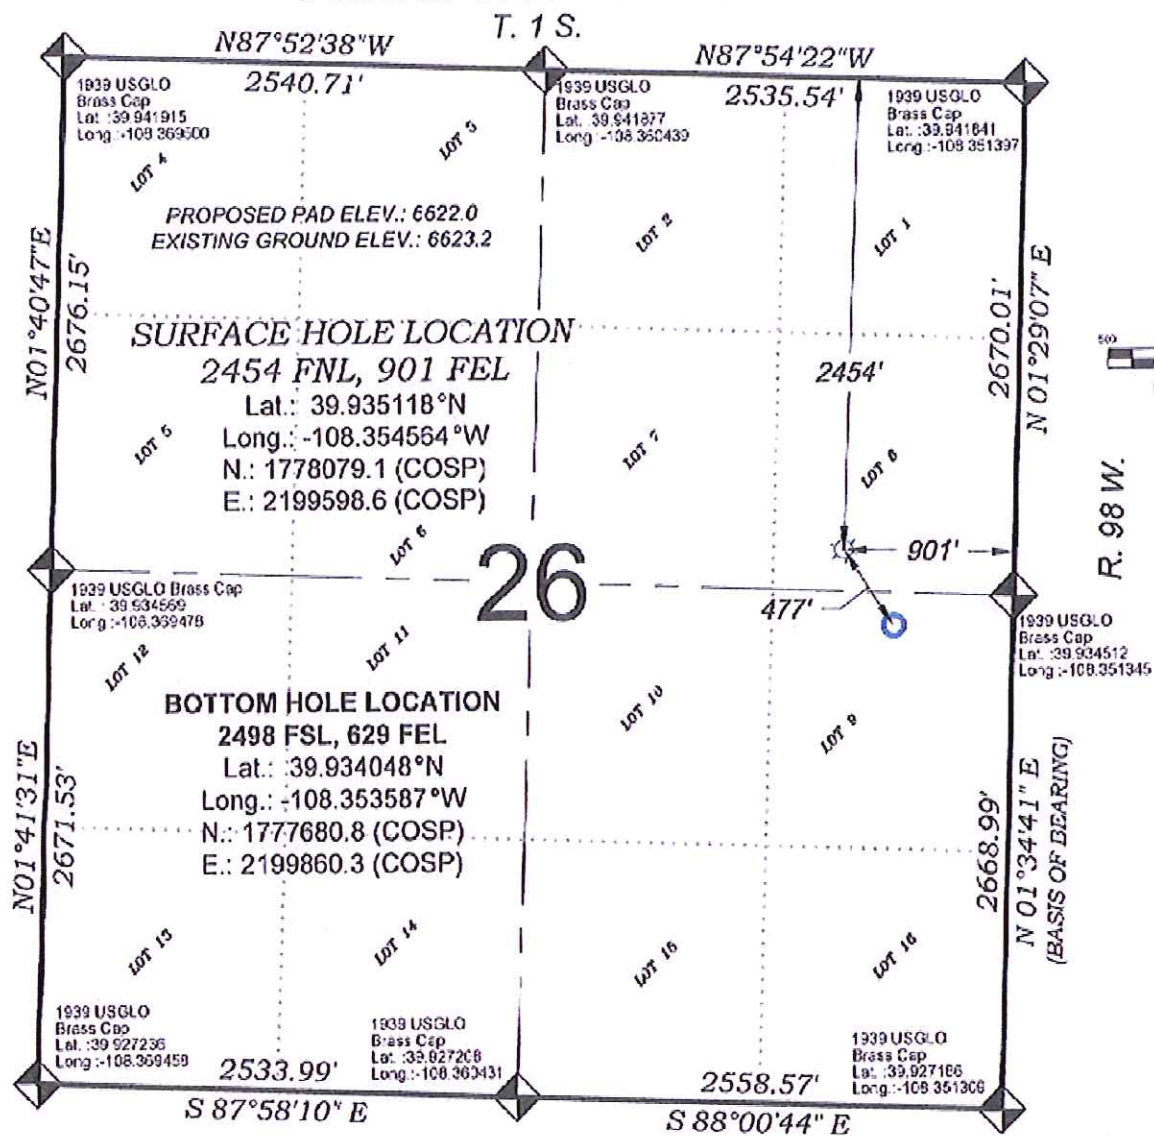 T. 1 S.
N87°52'38"W
2540.71'
N87°54'22"W
2535.54'
1939 USGLO
Brass Cap
Lat :39.941915
Long.:-108.369500
1939 USGLO
Brass Cap
Lat. :39.941877
Long.:-108.360439
1939 USGLO
Brass Cap
Lat. :39.941841
Long.:-108.351397
LOT 4
LOT 3
LOT 2
LOT 1
PROPOSED PAD ELEV.: 6622.0
EXISTING GROUND ELEV.: 6623.2
N01°40'47"E
2676.15'
2670.01'
N 01°29'07" E
500
SURFACE HOLE LOCATION
2454 FNL, 901 FEL
Lat.: 39.935118°N
Long.: -108.354564°W
N.: 1778079.1 (COSP)
E.: 2199598.6 (COSP)
2454'
LOT 5
LOT 6
LOT 7
LOT 8
R. 98 W.
26
901'
477'
1939 USGLO Brass Cap
Lat. :39.934569
Long.:-108.369478
1939 USGLO
Brass Cap
Lat. :39.934512
Long.:-108.351345
LOT 12
LOT 11
LOT 10
LOT 9
BOTTOM HOLE LOCATION
2498 FSL, 629 FEL
Lat.: 39.934048°N
Long.: -108.353587°W
N.: 1777680.8 (COSP)
E.: 2199860.3 (COSP)
N01°41'31"E
2671.53'
2668.99'
N 01°34'41" E
(BASIS OF BEARING)
LOT 13
LOT 14
LOT 15
LOT 16
1939 USGLO
Brass Cap
Lat. :39.927236
Long.:-108.369458
1939 USGLO
Brass Cap
Lat. :39.927208
Long.:-108.360431
1939 USGLO
Brass Cap
Lat. :39.927186
Long.:-108.351309
2533.99'
S 87°58'10" E
2558.57'
S 88°00'44" E